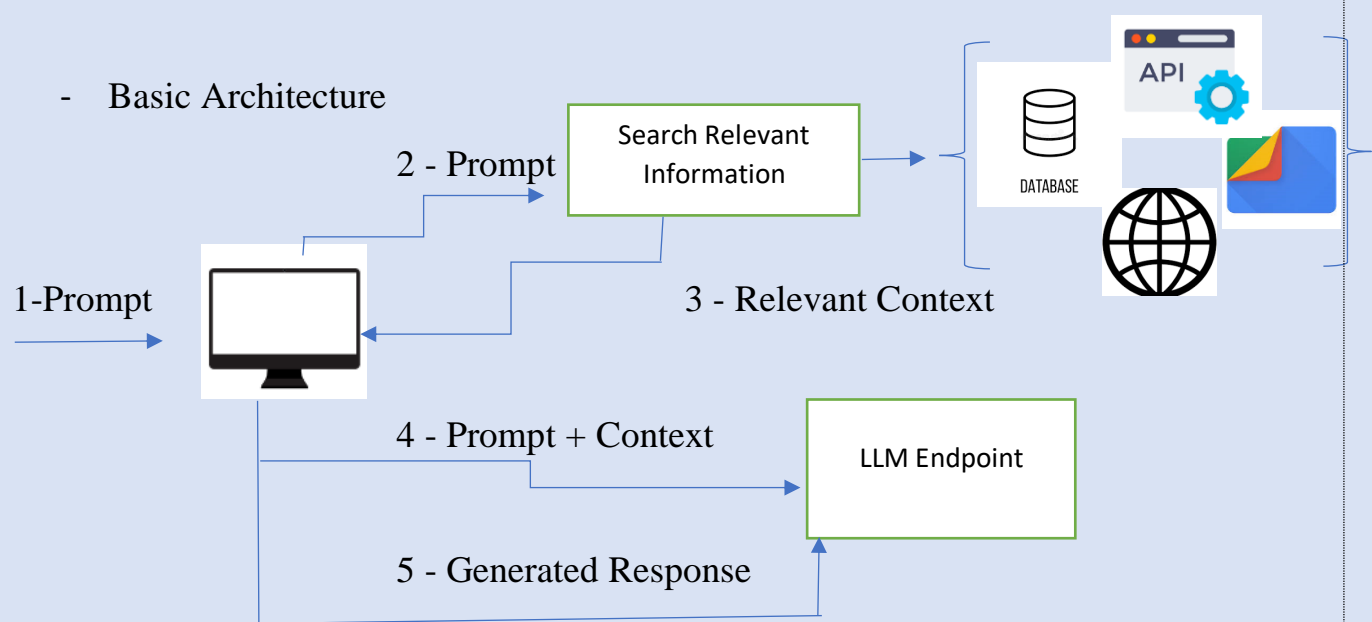 - Basic Architecture
API
Search Relevant
Information
2 - Prompt
DATABASE
1-Prompt
3 - Relevant Context
4 - Prompt + Context
LLM Endpoint
5 - Generated Response